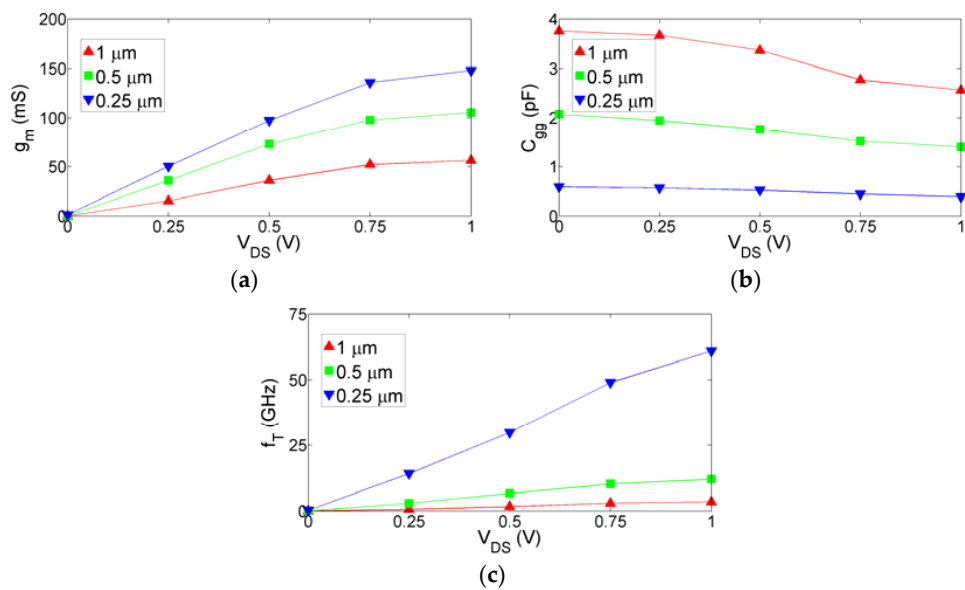 200
150
100
50
0
g_m (mS)
1 μm
0.5 μm
0.25 μm
0 0.25 0.5 0.75 1
V_DS (V)
(a)
4
3
2
1
0
C_gg (pF)
1 μm
0.5 μm
0.25 μm
0 0.25 0.5 0.75 1
V_DS (V)
(b)
75
50
25
0
f_T (GHz)
1 μm
0.5 μm
0.25 μm
0 0.25 0.5 0.75 1
V_DS (V)
(c)